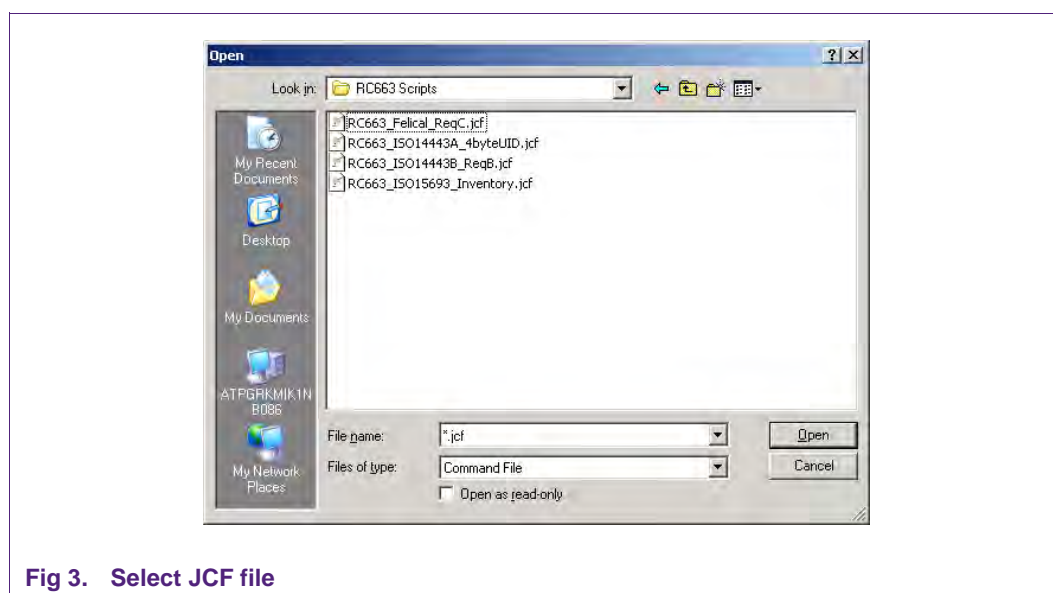 Open
Look in:
RC663 Scripts
RC663_Felical_ReqC.jcf
RC663_ISO14443A_4byteUID.jcf
RC663_ISO14443B_ReqB.jcf
RC663_ISO15693_Inventory.jcf
My Recent
Documents
Desktop
My Documents
ATPGRKMIK1N
B086
My Network
Places
File name:
*.jcf
Open
Files of type:
Command File
Cancel
Open as read-only
Fig 3. Select JCF file